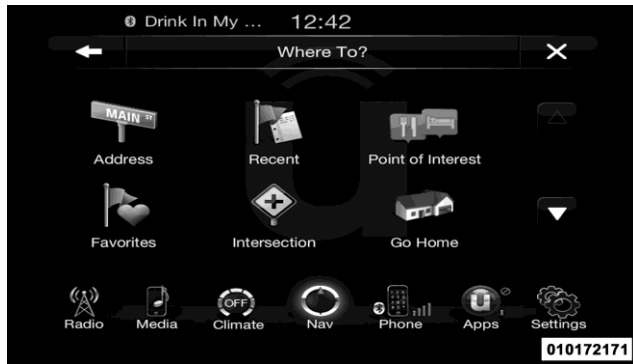 Drink In My ... 12:42
Where To?
MAIN ST
Address Recent Point of Interest
Favorites Intersection Go Home
OFF
Radio Media Climate Nav Phone Apps Settings
010172171